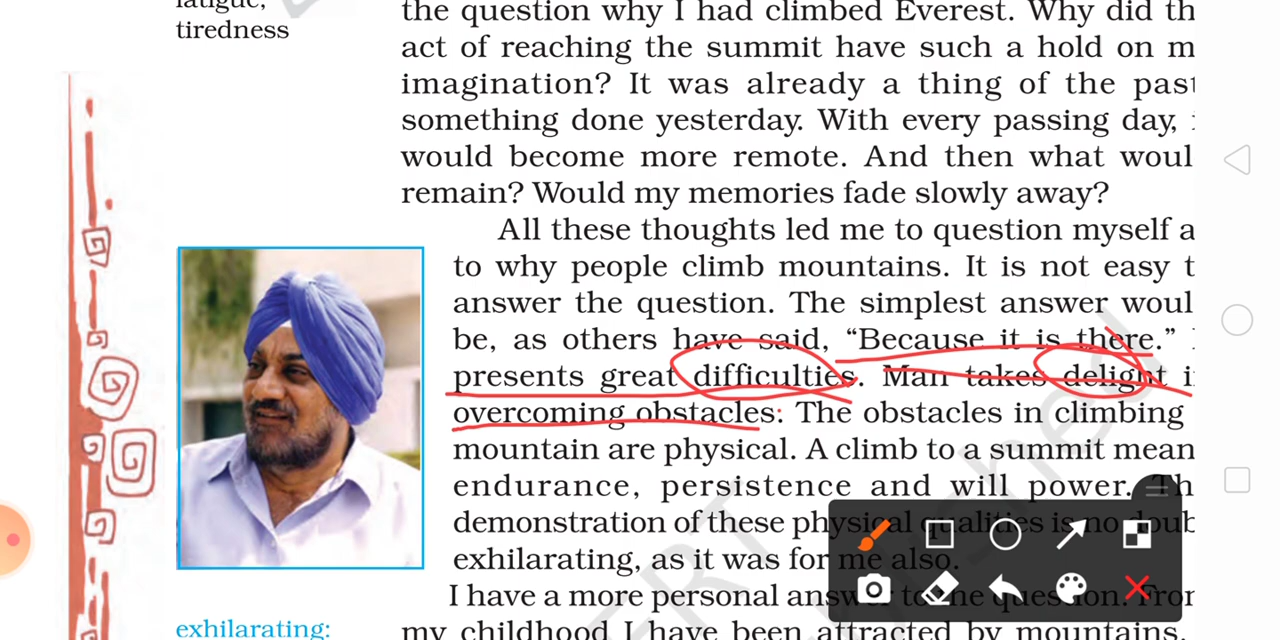 fatigue,
tiredness
the question why I had climbed Everest. Why did th
act of reaching the summit have such a hold on m
imagination? It was already a thing of the past
something done yesterday. With every passing day,
would become more remote. And then what woul
remain? Would my memories fade slowly away?
All these thoughts led me to question myself a
to why people climb mountains. It is not easy t
answer the question. The simplest answer woul
be, as others have said, “Because it is there.”
presents great difficulties. Man takes delight i
overcoming obstacles: The obstacles in climbing
mountain are physical. A climb to a summit mean
endurance, persistence and will power. Th
demonstration of these physical qualities is no doub
exhilarating, as it was for me also.
I have a more personal answer to the question. From
exhilarating:
my childhood I have been attracted by mountains.